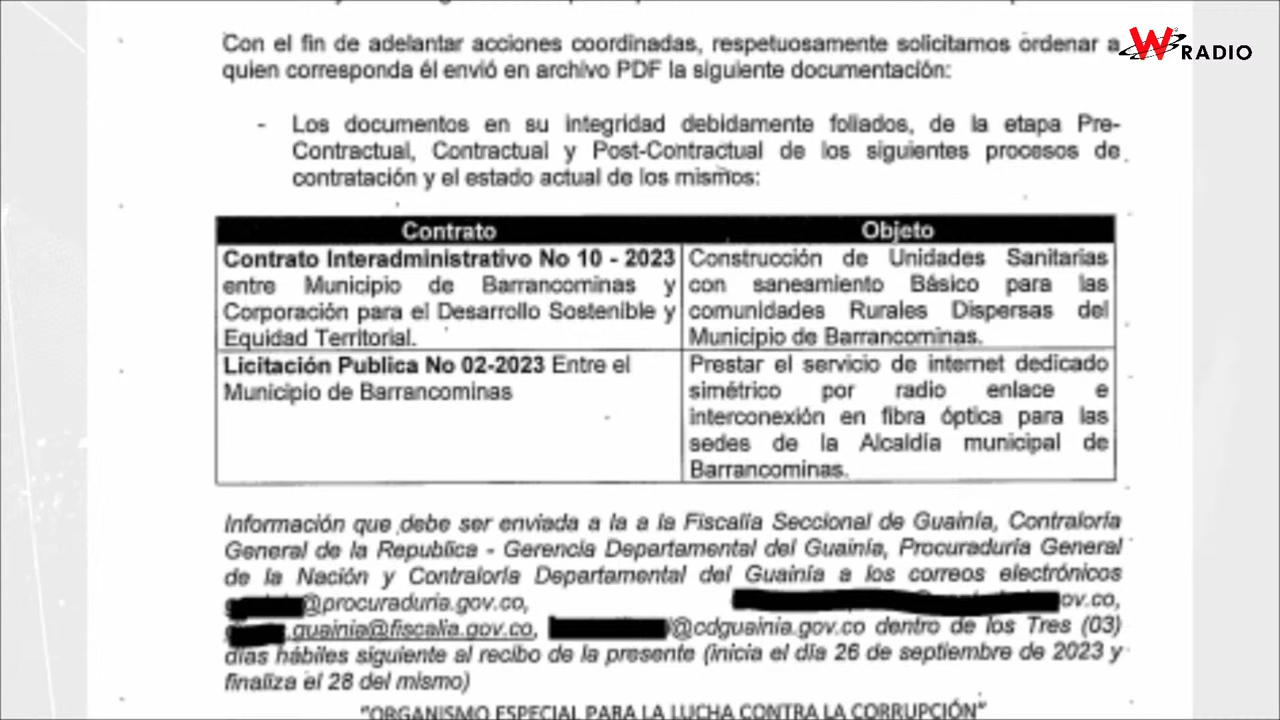 Con el fin de adelantar acciones coordinadas, respetuosamente solicitamos ordenar a
quien corresponda él envió en archivo PDF la siguiente documentación:
W RADIO
- Los documentos en su integridad debidamente foliados, de la etapa Pre-
Contractual, Contractual y Post-Contractual de los siguientes procesos de
contratación y el estado actual de los mismos:
Contrato
Objeto
Contrato Interadministrativo No 10 - 2023
entre Municipio de Barrancominas y
Corporación para el Desarrollo Sostenible y
Equidad Territorial.
Construcción de Unidades Sanitarias
con saneamiento Básico para las
comunidades Rurales Dispersas del
Municipio de Barrancominas.
Licitación Publica No 02-2023 Entre el
Municipio de Barrancominas
Prestar el servicio de internet dedicado
simétrico por radio enlace e
interconexión en fibra óptica para las
sedes de la Alcaldía municipal de
Barrancominas.
Información que debe ser enviada a la a la Fiscalía Seccional de Guainía, Contraloría
General de la Republica - Gerencia Departamental del Guainía, Procuraduría General
de la Nación y Contraloría Departamental del Guainía a los correos electrónicos
@procuraduria.gov.co, ov.co,
.guainia@fiscalia.gov.co, @cdguainia.gov.co dentro de los Tres (03)
días hábiles siguiente al recibo de la presente (inicia el día 26 de septiembre de 2023 y
finaliza el 28 del mismo)
"ORGANISMO ESPECIAL PARA LA LUCHA CONTRA LA CORRUPCIÓN"